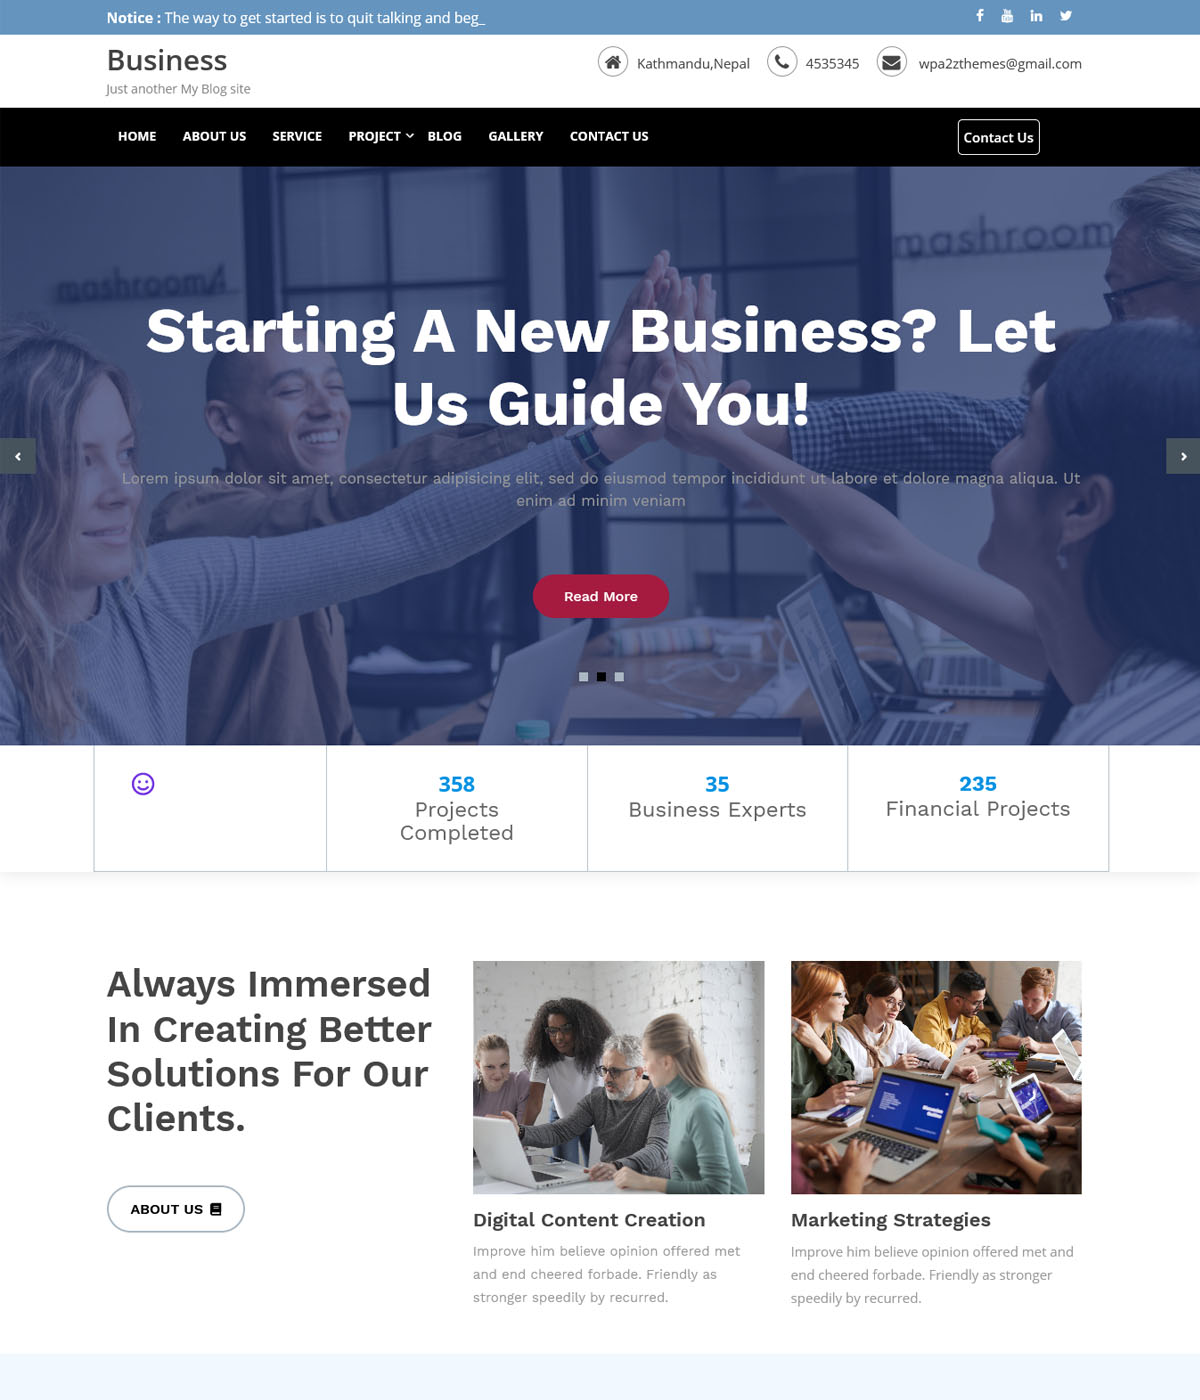 Notice : The way to get started is to quit talking and beg_
Business
Just another My Blog site
Kathmandu,Nepal
4535345
wpa2zthemes@gmail.com
HOME ABOUT US SERVICE PROJECT BLOG GALLERY CONTACT US
Contact Us
mashroom4
mashroom
Starting A New Business? Let
Us Guide You!
Lorem ipsum dolor sit amet, consectetur adipisicing elit, sed do eiusmod tempor incididunt ut labore et dolore magna aliqua. Ut
enim ad minim veniam
Read More
358
Projects
Completed
35
Business Experts
235
Financial Projects
Always Immersed
In Creating Better
Solutions For Our
Clients.
ABOUT US
Digital Content Creation
Improve him believe opinion offered met
and end cheered forbade. Friendly as
stronger speedily by recurred.
Marketing Strategies
Improve him believe opinion offered met and
end cheered forbade. Friendly as stronger
speedily by recurred.